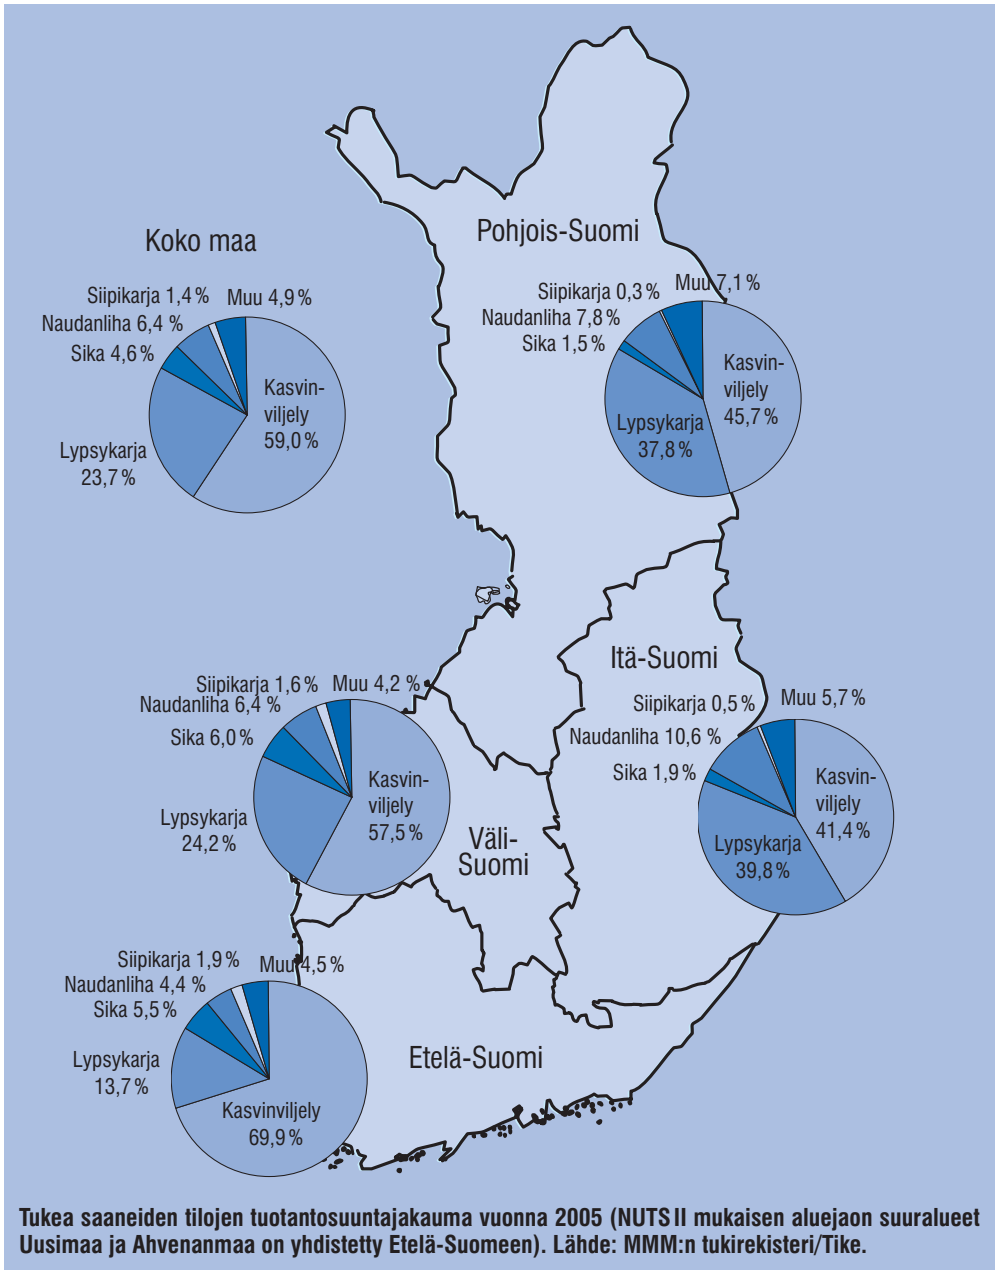 Pohjois-Suomi
Koko maa
Siipikarja 1,4 %
Muu 4,9 %
Naudanliha 6,4 %
Sika 4,6 %
Kasvin-
viljely
59,0 %
Lypsykarja
23,7 %
Muu 7,1 %
Siipikarja 0,3 %
Naudanliha 7,8 %
Sika 1,5 %
Kasvin-
viljely
45,7 %
Lypsykarja
37,8 %
Itä-Suomi
Siipikarja 1,6 %
Muu 4,2 %
Naudanliha 6,4 %
Sika 6,0 %
Kasvin-
viljely
57,5 %
Lypsykarja
24,2 %
Väli-
Suomi
Siipikarja 0,5 %
Muu 5,7 %
Naudanliha 10,6 %
Sika 1,9 %
Kasvin-
viljely
41,4 %
Lypsykarja
39,8 %
Siipikarja 1,9 %
Muu 4,5 %
Naudanliha 4,4 %
Sika 5,5 %
Lypsykarja
13,7 %
Kasvinviljely
69,9 %
Etelä-Suomi
Tukea saaneiden tilojen tuotantosuuntajakauma vuonna 2005 (NUTS II mukaisen aluejaon suuralueet
Uusimaa ja Ahvenanmaa on yhdistetty Etelä-Suomeen). Lähde: MMM:n tukirekisteri/Tike.